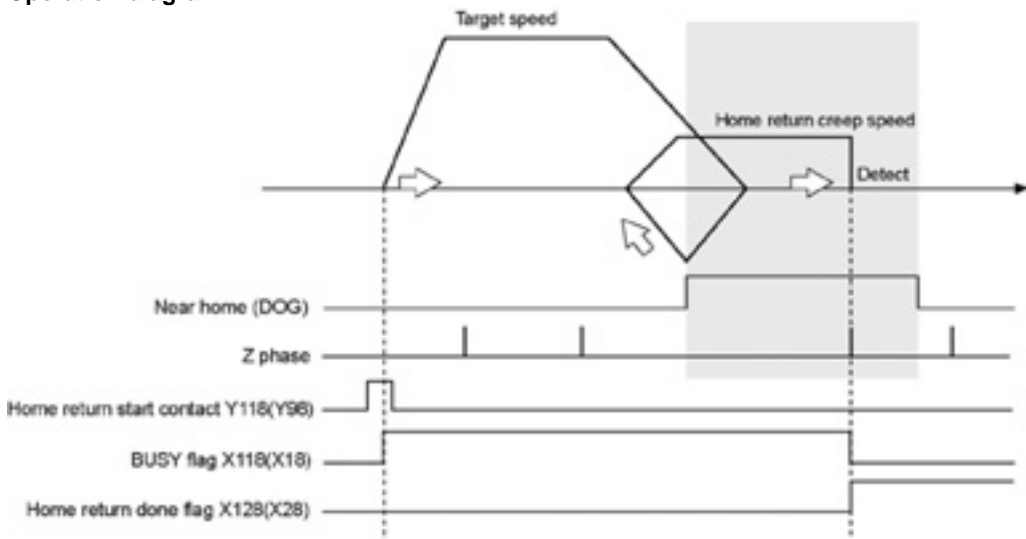 Target speed
Home return creep speed
Detect
Near home (DOG)
Z phase
Home return start contact Y118(Y98)
BUSY flag X118(X18)
Home return done flag X128(X28)